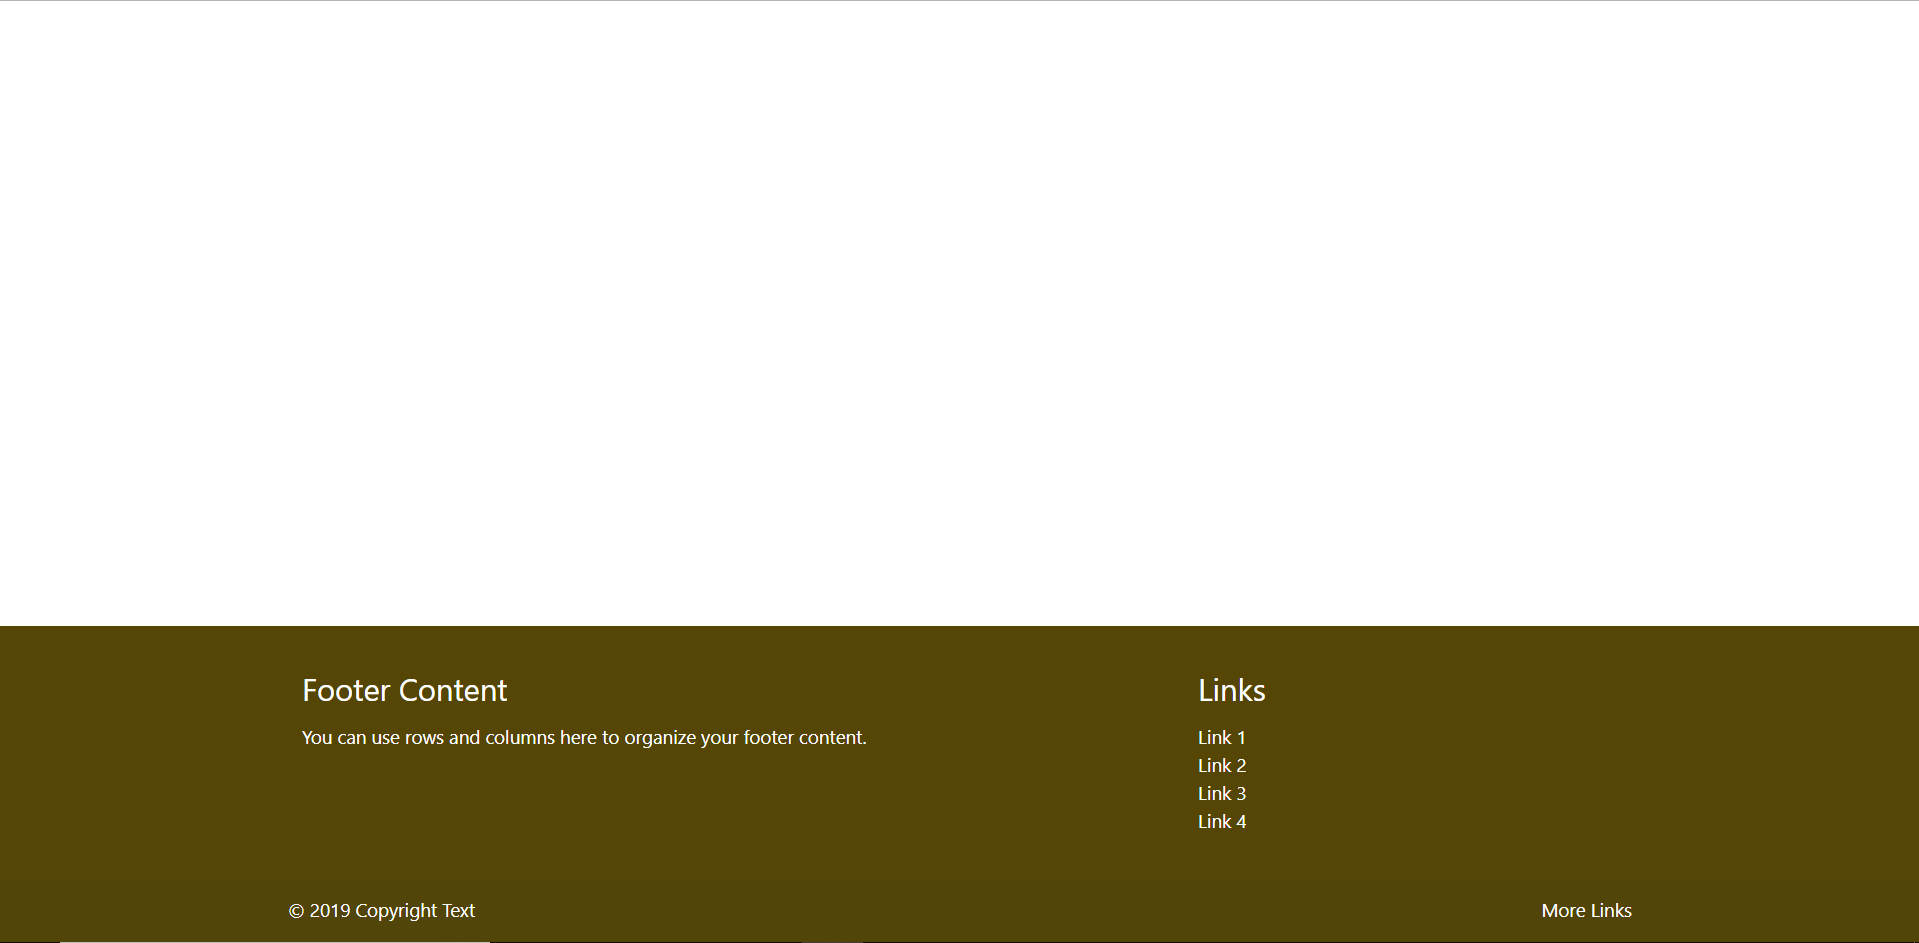 Footer Content
You can use rows and columns here to organize your footer content.
Links
Link 1
Link 2
Link 3
Link 4
© 2019 Copyright Text
More Links